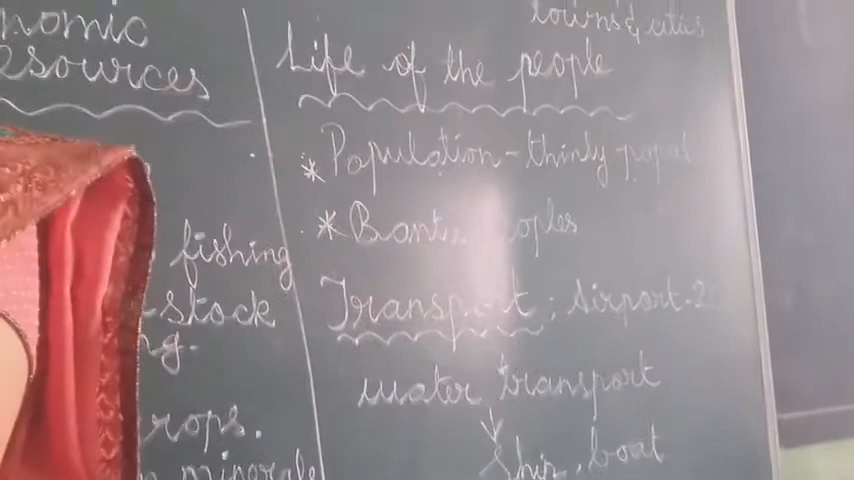 nomic
esources
fishing
stock
g.
rops.
minerals
towns & cities
Life of the people
* Population - thinly popul
* Bantu oples
Transport ; Airport - 2
water transport
Ship, boat